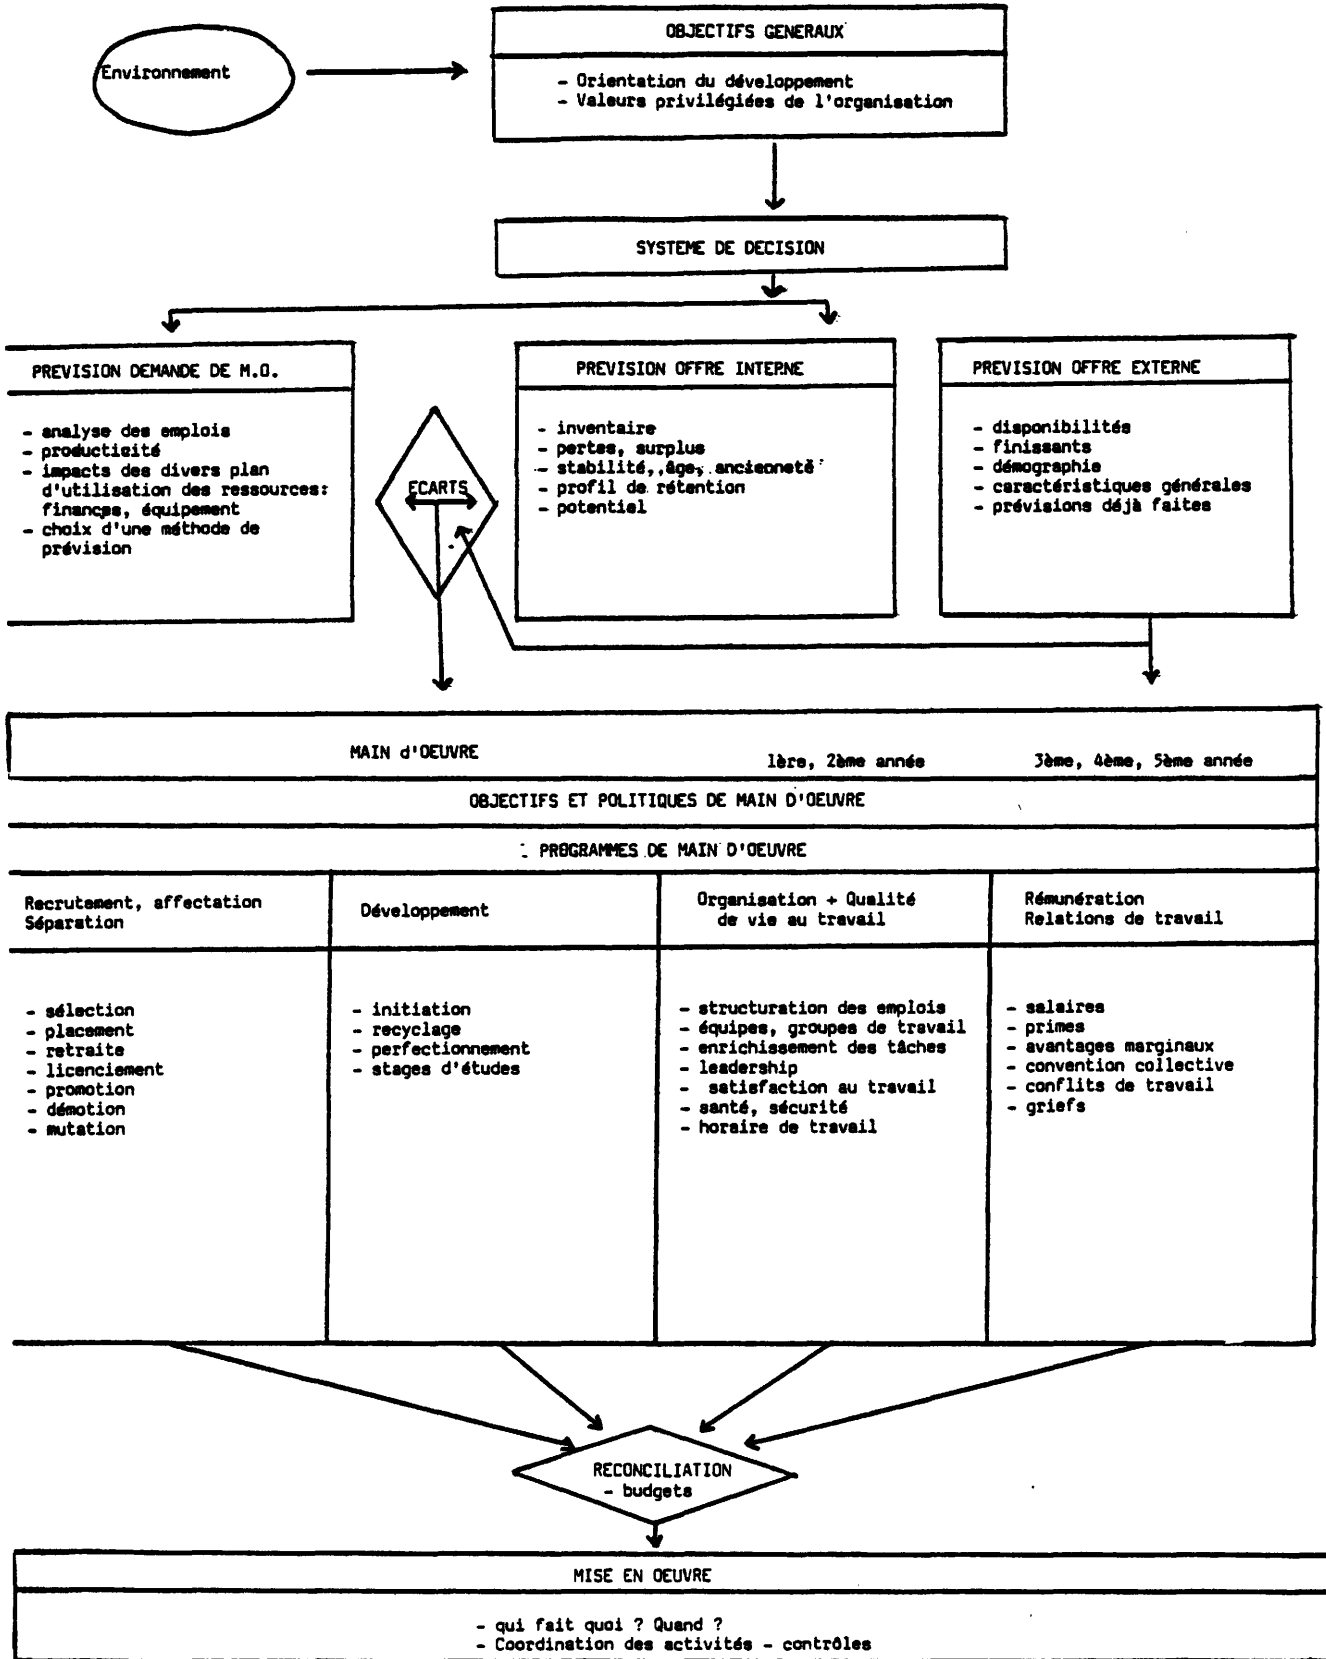 Environnement
OBJECTIFS GENERAUX
- Orientation du développement
- Valeurs privilégiées de l'organisation
SYSTEME DE DECISION
PREVISION DEMANDE DE M.O.
- analyse des emplois
- producticité
- impacts des divers plan
d'utilisation des ressources:
finances, équipement
- choix d'une méthode de
prévision
ECARTS
PREVISION OFFRE INTERNE
- inventaire
- pertes, surplus
- stabilité, âge, ancienneté
- profil de rétention
- potentiel
PREVISION OFFRE EXTERNE
- disponibilités
- finissants
- démographie
- caractéristiques générales
- prévisions déjà faites
MAIN d'OEUVRE
1ère, 2ème année
3ème, 4ème, 5ème année
OBJECTIFS ET POLITIQUES DE MAIN D'OEUVRE
- PROGRAMMES DE MAIN D'OEUVRE
Recrutement, affectation
Séparation
- sélection
- placement
- retraite
- licenciement
- promotion
- démotion
- mutation
Développement
- initiation
- recyclage
- perfectionnement
- stages d'études
Organisation + Qualité
de vie au travail
- structuration des emplois
- équipes, groupes de travail
- enrichissement des tâches
- leadership
- satisfaction au travail
- santé, sécurité
- horaire de travail
Rémunération
Relations de travail
- salaires
- primes
- avantages marginaux
- convention collective
- conflits de travail
- griefs
RECONCILIATION
- budgets
MISE EN OEUVRE
- qui fait quoi ? Quand ?
- Coordination des activités - contrôles